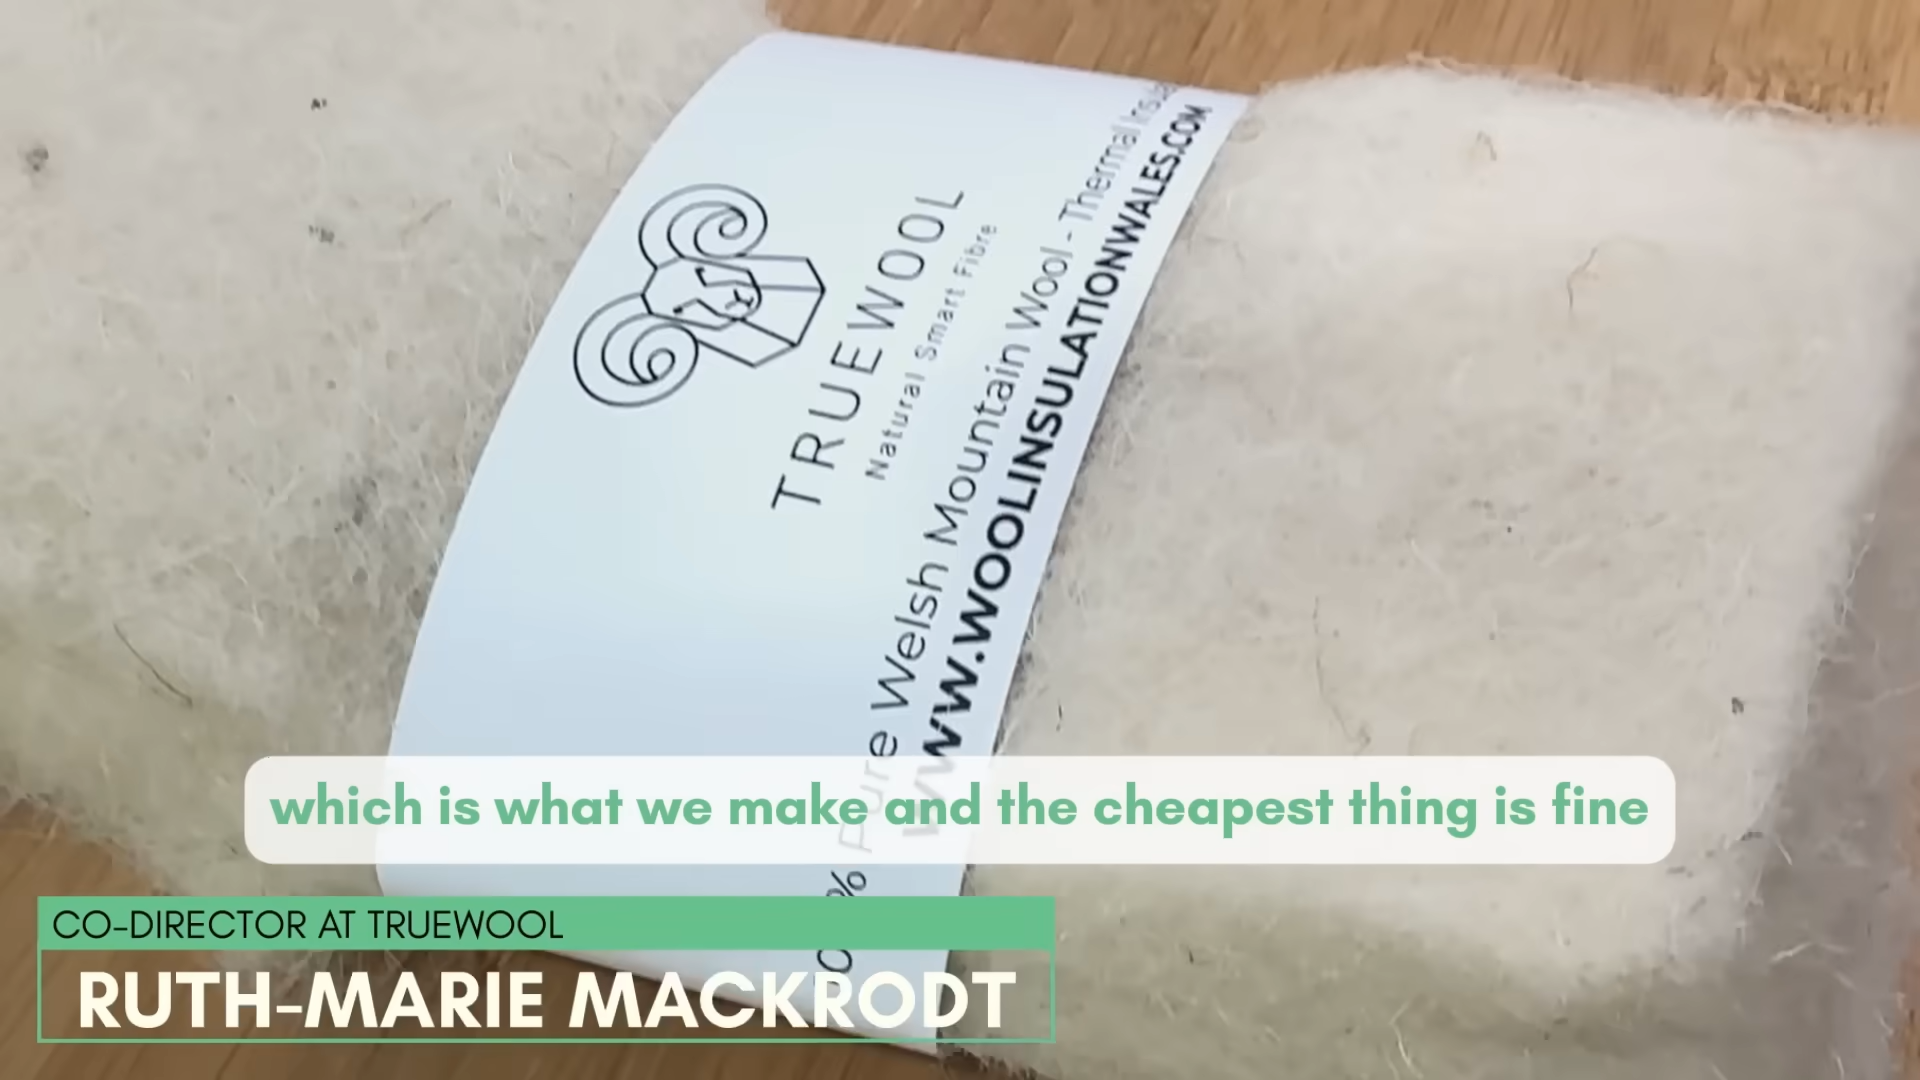 TRUEWOOL
Natural Smart Fibre
% Pure Welsh Mountain Wool - Thermal
WWW.WOOLINSULATIONWALES.COM
which is what we make and the cheapest thing is fine
CO-DIRECTOR AT TRUEWOOL
RUTH-MARIE MACKRODT